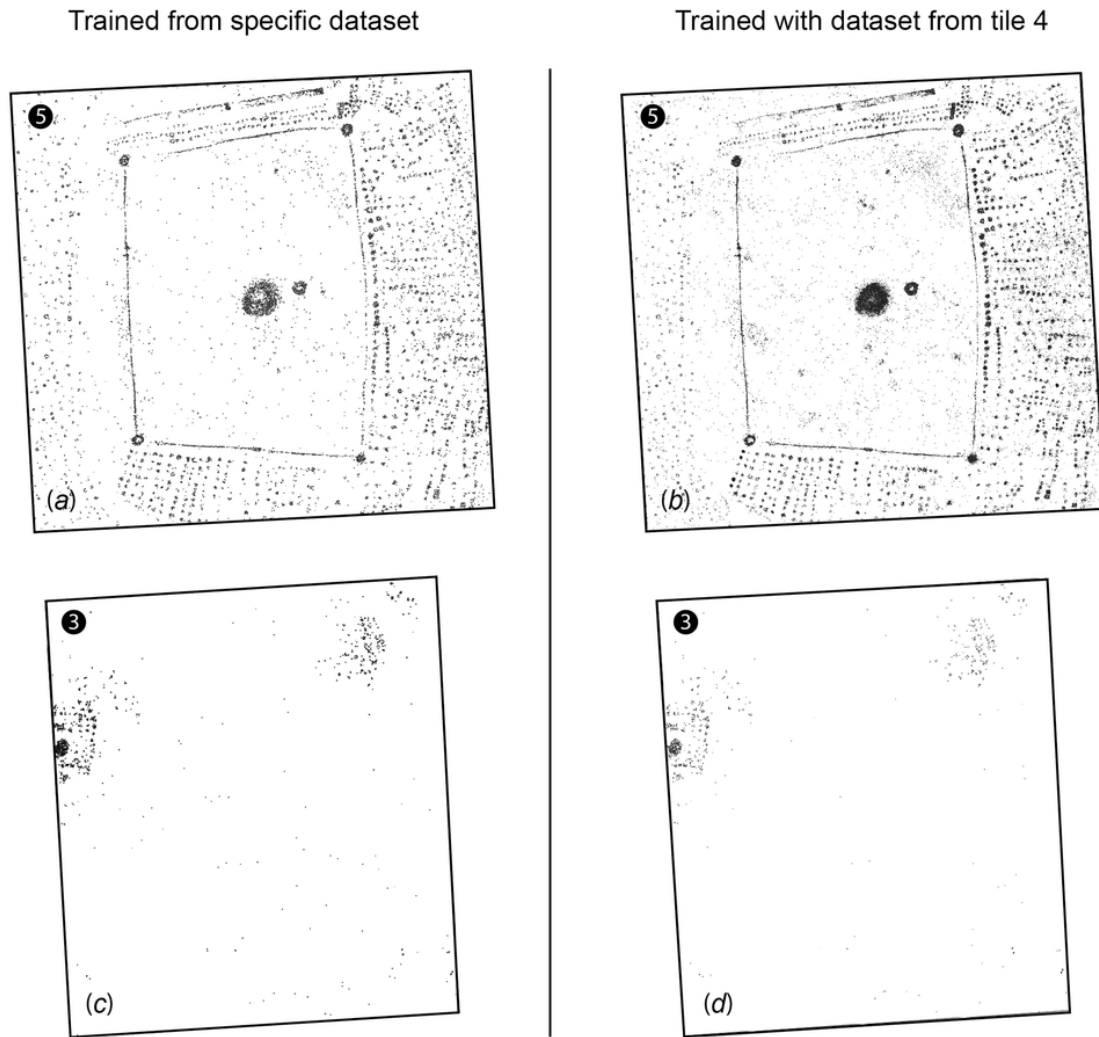 Trained from specific dataset
Trained with dataset from tile 4
5
5
(a)
(b)
3
3
(c)
(d)